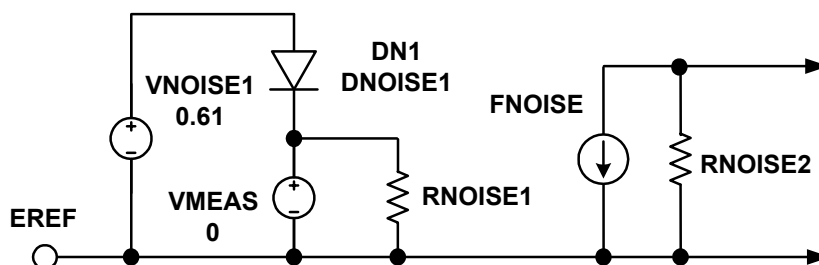 DN1
DNOISE1
VNOISE1
0.61
FNOISE
VMEAS
0
RNOISE1
RNOISE2
EREF